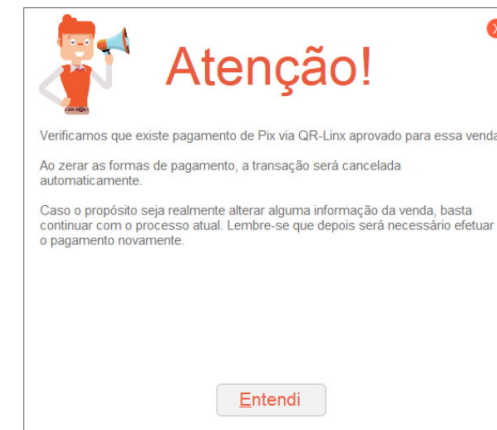 Atenção!
Verificamos que existe pagamento de Pix via QR-Linx aprovado para essa venda
Ao zerar as formas de pagamento, a transação será cancelada
automaticamente.
Caso o propósito seja realmente alterar alguma informação da venda, basta
continuar com o processo atual. Lembre-se que depois será necessário efetuar
o pagamento novamente.
Entendi